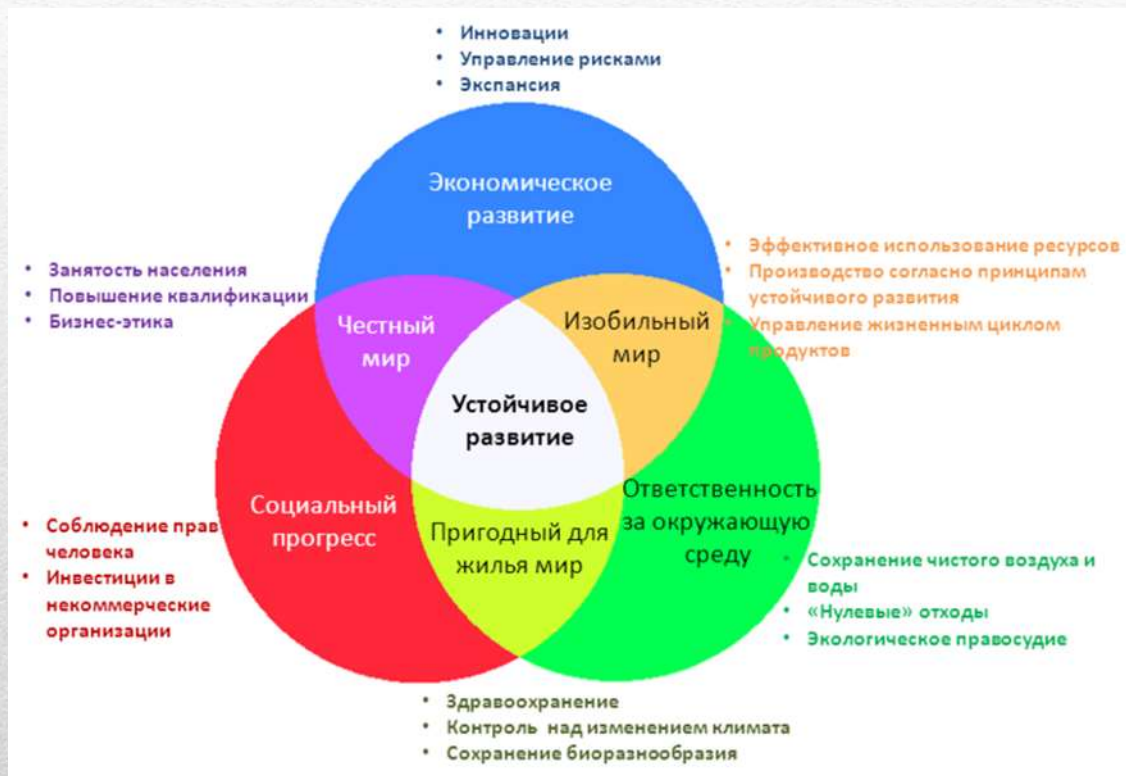 • Инновации
• Управление рисками
• Экспансия
Экономическое
развитие
• Занятость населения
• Повышение квалификации
• Бизнес-этика
• Эффективное использование ресурсов
• Производство согласно принципам
устойчивого развития
• Управление жизненным циклом
продуктов
Честный
мир
Изобильный
мир
Устойчивое
развитие
Социальный
прогресс
Пригодный для
жилья мир
Ответственность
за окружающую
среду
• Соблюдение прав
человека
• Инвестиции в
некоммерческие
организации
• Сохранение чистого воздуха и
воды
• «Нулевые» отходы
• Экологическое правосудие
• Здравоохранение
• Контроль над изменением климата
• Сохранение биоразнообразия